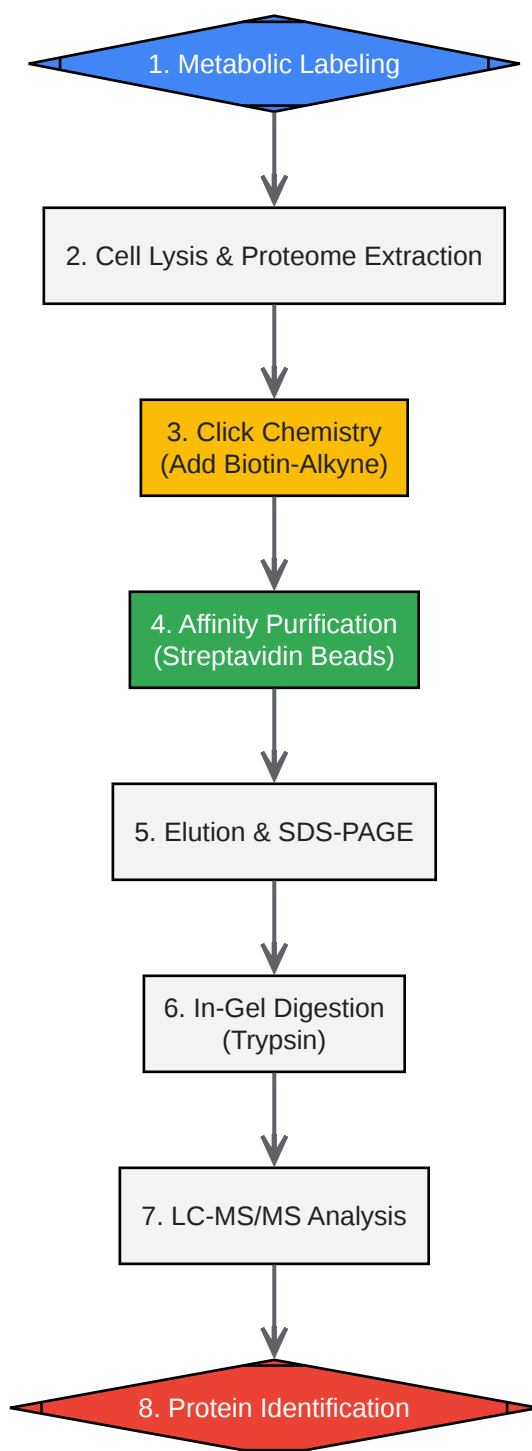 1. Metabolic Labeling
2. Cell Lysis & Proteome Extraction
3. Click Chemistry
(Add Biotin-Alkyne)
4. Affinity Purification
(Streptavidin Beads)
5. Elution & SDS-PAGE
6. In-Gel Digestion
(Trypsin)
7. LC-MS/MS Analysis
8. Protein Identification